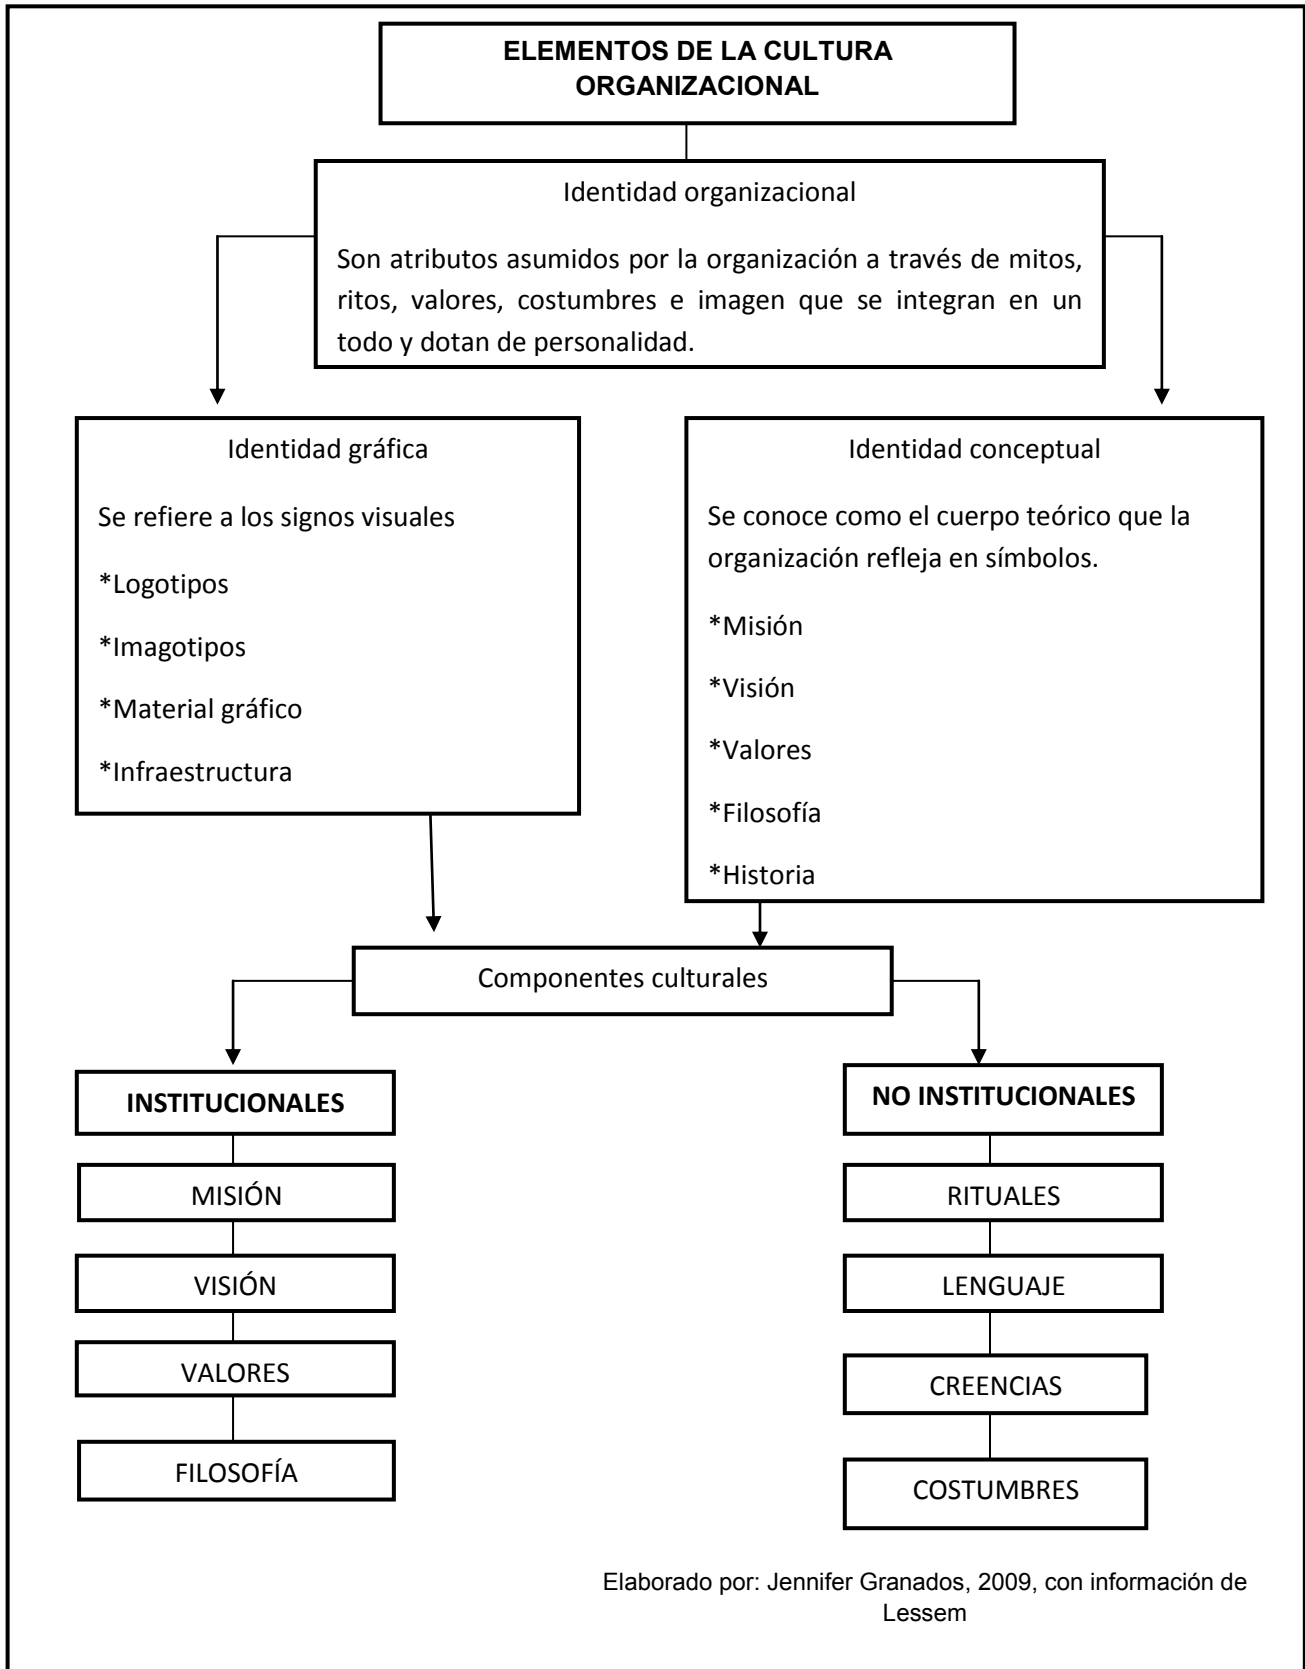 ELEMENTOS DE LA CULTURA
ORGANIZACIONAL
Identidad organizacional
Son atributos asumidos por la organización a través de mitos,
ritos, valores, costumbres e imagen que se integran en un
todo y dotan de personalidad.
Identidad gráfica
Se refiere a los signos visuales
*Logotipos
*Imagotipos
*Material gráfico
*Infraestructura
Identidad conceptual
Se conoce como el cuerpo teórico que la
organización refleja en símbolos.
*Misión
*Visión
*Valores
*Filosofía
*Historia
Componentes culturales
INSTITUCIONALES
MISIÓN
VISIÓN
VALORES
FILOSOFÍA
NO INSTITUCIONALES
RITUALES
LENGUAJE
CREENCIAS
COSTUMBRES
Elaborado por: Jennifer Granados, 2009, con información de
Lessem